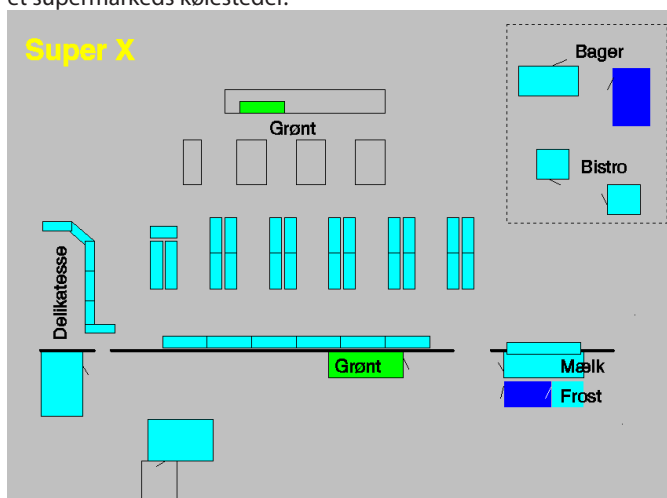 et supermarkeds kølesteder.
Super X
Bager
Grønt
Bistro
Delikatesse
Grønt
Mælk
Frost